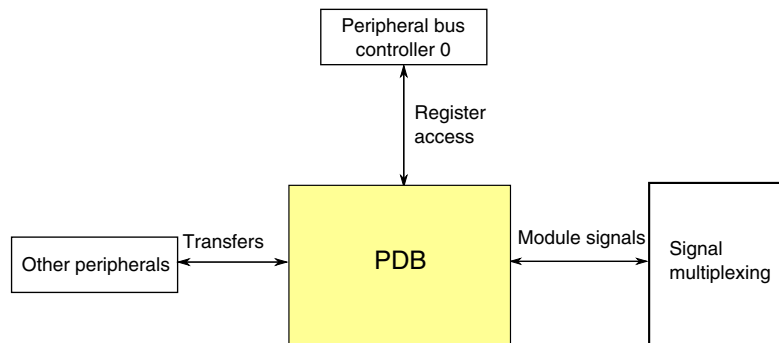 Peripheral bus
controller 0
Register
access
Transfers
Other peripherals
PDB
Module signals
Signal
multiplexing